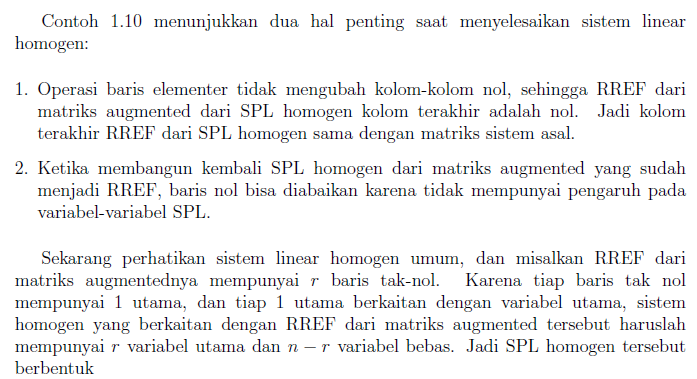 Contoh 1.10 menunjukkan dua hal penting saat menyelesaikan sistem linear
homogen:
1. Operasi baris elementer tidak mengubah kolom-kolom nol, sehingga RREF dari
matriks augmented dari SPL homogen kolom terakhir adalah nol. Jadi kolom
terakhir RREF dari SPL homogen sama dengan matriks sistem asal.
2. Ketika membangun kembali SPL homogen dari matriks augmented yang sudah
menjadi RREF, baris nol bisa diabaikan karena tidak mempunyai pengaruh pada
variabel-variabel SPL.
Sekarang perhatikan sistem linear homogen umum, dan misalkan RREF dari
matriks augmentednya mempunyai r baris tak-nol. Karena tiap baris tak nol
mempunyai 1 utama, dan tiap 1 utama berkaitan dengan variabel utama, sistem
homogen yang berkaitan dengan RREF dari matriks augmented tersebut haruslah
mempunyai r variabel utama dan n − r variabel bebas. Jadi SPL homogen tersebut
berbentuk